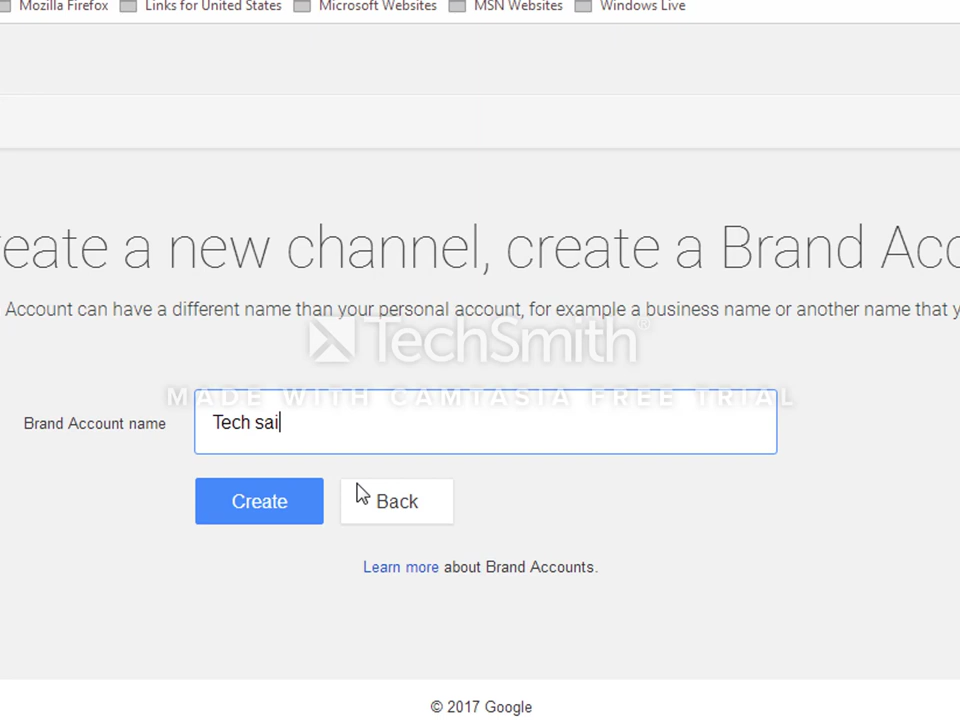 Mozilla Firefox Links for United States Microsoft Websites MSN Websites Windows Live
eate a new channel, create a Brand Acc
Account can have a different name than your personal account, for example a business name or another name that y
TechSmith®
MADE WITH CAMTASIA FREE TRIAL
Brand Account name Tech sai
Create Back
Learn more about Brand Accounts.
© 2017 Google